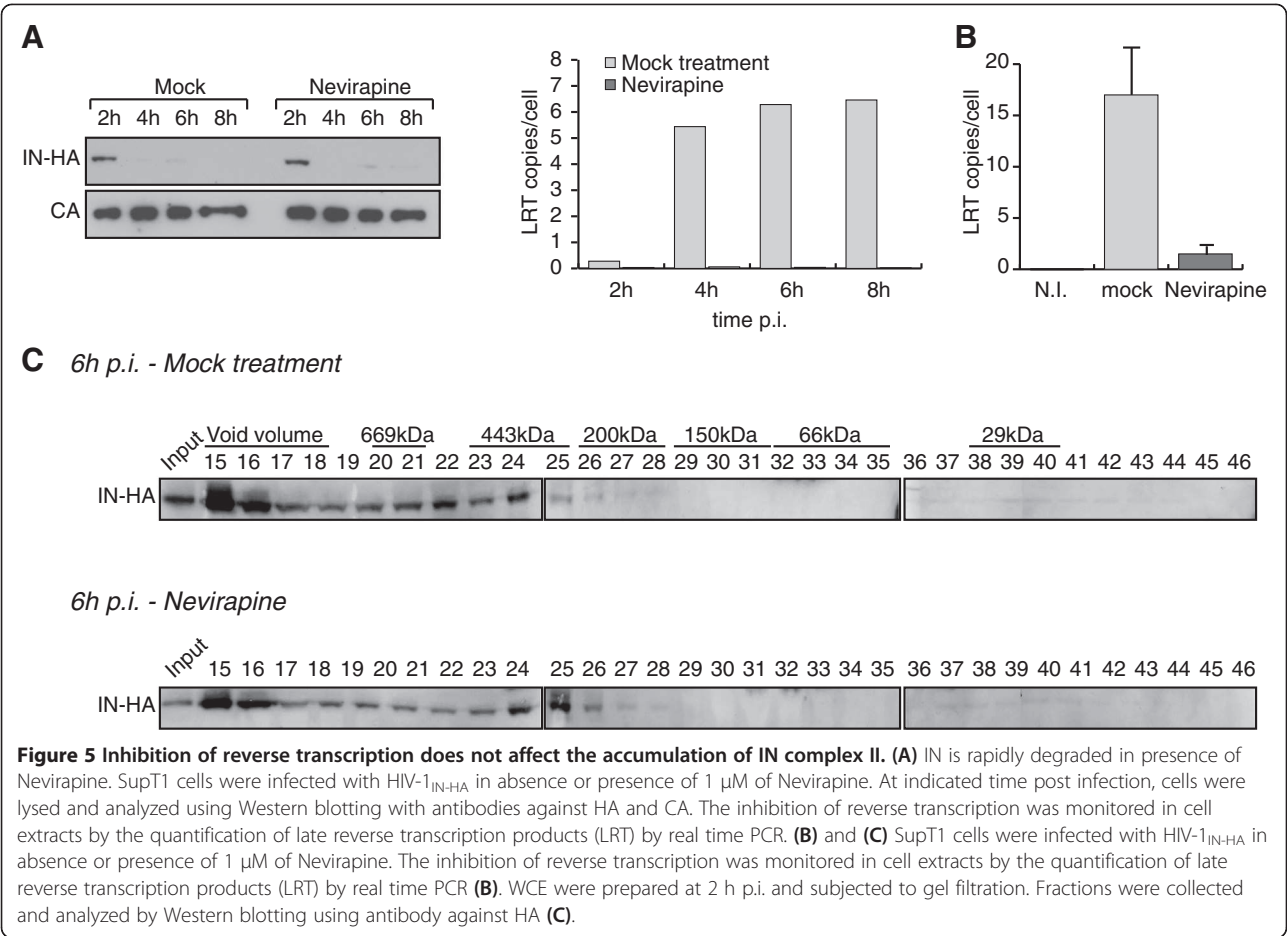 A
Mock Nevirapine
2h 4h 6h 8h 2h 4h 6h 8h
IN-HA
CA
8
7
6
5
4
3
2
1
0
LRT copies/cell
Mock treatment
Nevirapine
2h 4h 6h 8h
time p.i.
B
20
15
10
5
0
LRT copies/cell
N.I. mock Nevirapine
C 6h p.i. - Mock treatment
Input Void volume 669kDa 443kDa 200kDa 150kDa 66kDa 29kDa
15 16 17 18 19 20 21 22 23 24 25 26 27 28 29 30 31 32 33 34 35 36 37 38 39 40 41 42 43 44 45 46
IN-HA
6h p.i. - Nevirapine
Input 15 16 17 18 19 20 21 22 23 24 25 26 27 28 29 30 31 32 33 34 35 36 37 38 39 40 41 42 43 44 45 46
IN-HA
Figure 5 Inhibition of reverse transcription does not affect the accumulation of IN complex II. (A) IN is rapidly degraded in presence of
Nevirapine. SupT1 cells were infected with HIV-1IN-HA in absence or presence of 1 μM of Nevirapine. At indicated time post infection, cells were
lysed and analyzed using Western blotting with antibodies against HA and CA. The inhibition of reverse transcription was monitored in cell
extracts by the quantification of late reverse transcription products (LRT) by real time PCR. (B) and (C) SupT1 cells were infected with HIV-1IN-HA in
absence or presence of 1 μM of Nevirapine. The inhibition of reverse transcription was monitored in cell extracts by the quantification of late
reverse transcription products (LRT) by real time PCR (B). WCE were prepared at 2 h p.i. and subjected to gel filtration. Fractions were collected
and analyzed by Western blotting using antibody against HA (C).